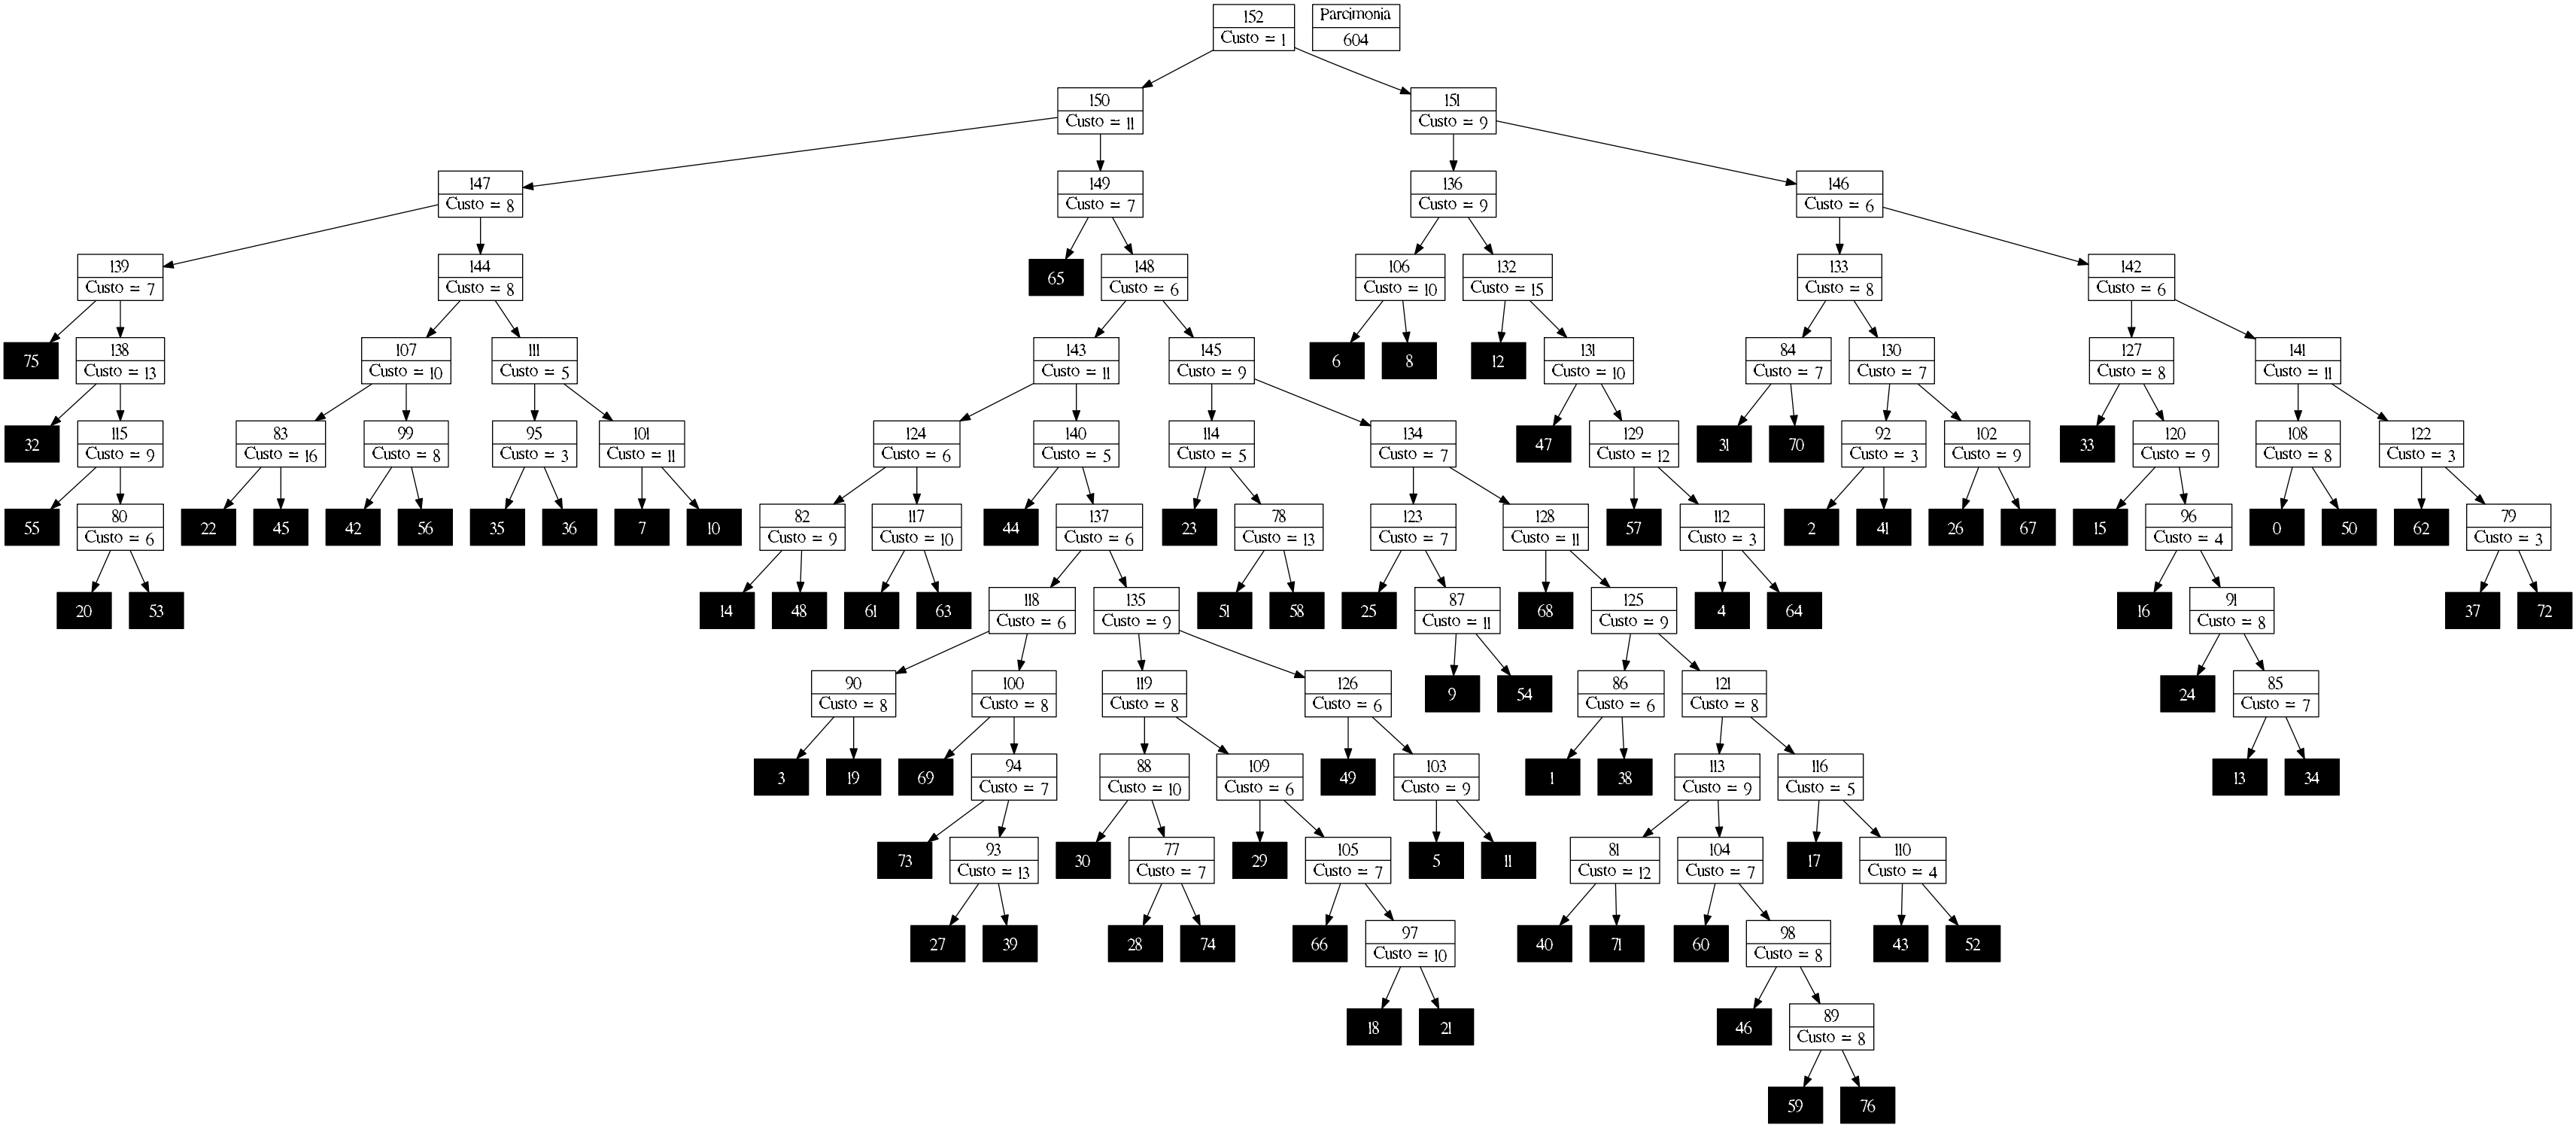 152
Custo = 1
Parcimonia
604
150
Custo = 11
151
Custo = 9
147
Custo = 8
149
Custo = 7
136
Custo = 9
146
Custo = 6
139
Custo = 7
144
Custo = 8
65
148
Custo = 6
106
Custo = 10
132
Custo = 15
133
Custo = 8
142
Custo = 6
75
138
Custo = 13
107
Custo = 10
111
Custo = 5
143
Custo = 11
145
Custo = 9
6
8
12
131
Custo = 10
84
Custo = 7
130
Custo = 7
127
Custo = 8
141
Custo = 11
32
115
Custo = 9
83
Custo = 16
99
Custo = 8
95
Custo = 3
101
Custo = 11
124
Custo = 6
140
Custo = 5
114
Custo = 5
134
Custo = 7
47
129
Custo = 12
31
70
92
Custo = 3
102
Custo = 9
33
120
Custo = 9
108
Custo = 8
122
Custo = 3
55
80
Custo = 6
22
45
42
56
35
36
7
10
82
Custo = 9
117
Custo = 10
44
137
Custo = 6
23
78
Custo = 13
123
Custo = 7
128
Custo = 11
57
112
Custo = 3
2
41
26
67
15
96
Custo = 4
0
50
62
79
Custo = 3
20
53
14
48
61
63
118
Custo = 6
135
Custo = 9
51
58
25
87
Custo = 11
68
125
Custo = 9
4
64
16
91
Custo = 8
37
72
90
Custo = 8
100
Custo = 8
119
Custo = 8
126
Custo = 6
9
54
86
Custo = 6
121
Custo = 8
24
85
Custo = 7
3
19
69
94
Custo = 7
88
Custo = 10
109
Custo = 6
49
103
Custo = 9
1
38
113
Custo = 9
116
Custo = 5
13
34
73
93
Custo = 13
30
77
Custo = 7
29
105
Custo = 7
5
11
81
Custo = 12
104
Custo = 7
17
110
Custo = 4
27
39
28
74
66
97
Custo = 10
40
71
60
98
Custo = 8
43
52
18
21
46
89
Custo = 8
59
76